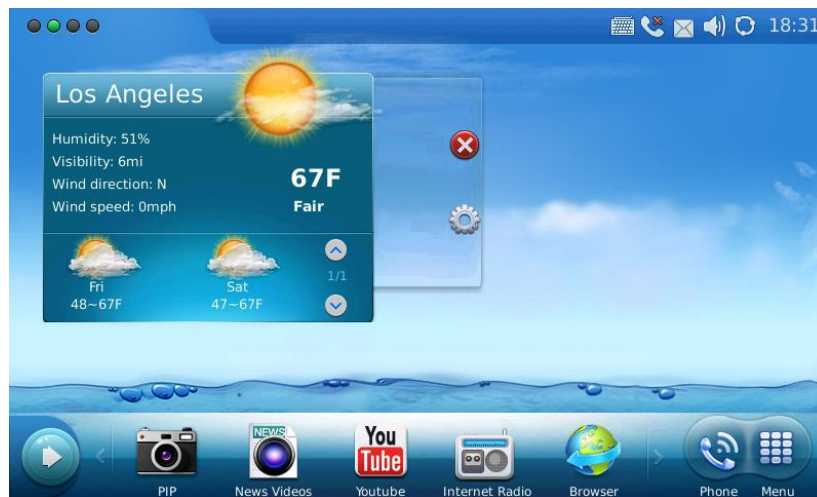 18:31
Los Angeles
Humidity: 51%
Visibility: 6mi
Wind direction: N
Wind speed: 0mph
67F
Fair
Fri
48~67F
Sat
47~67F
1/1
NEWS
You
Tube
PIP
News Videos
Youtube
Internet Radio
Browser
Phone
Menu